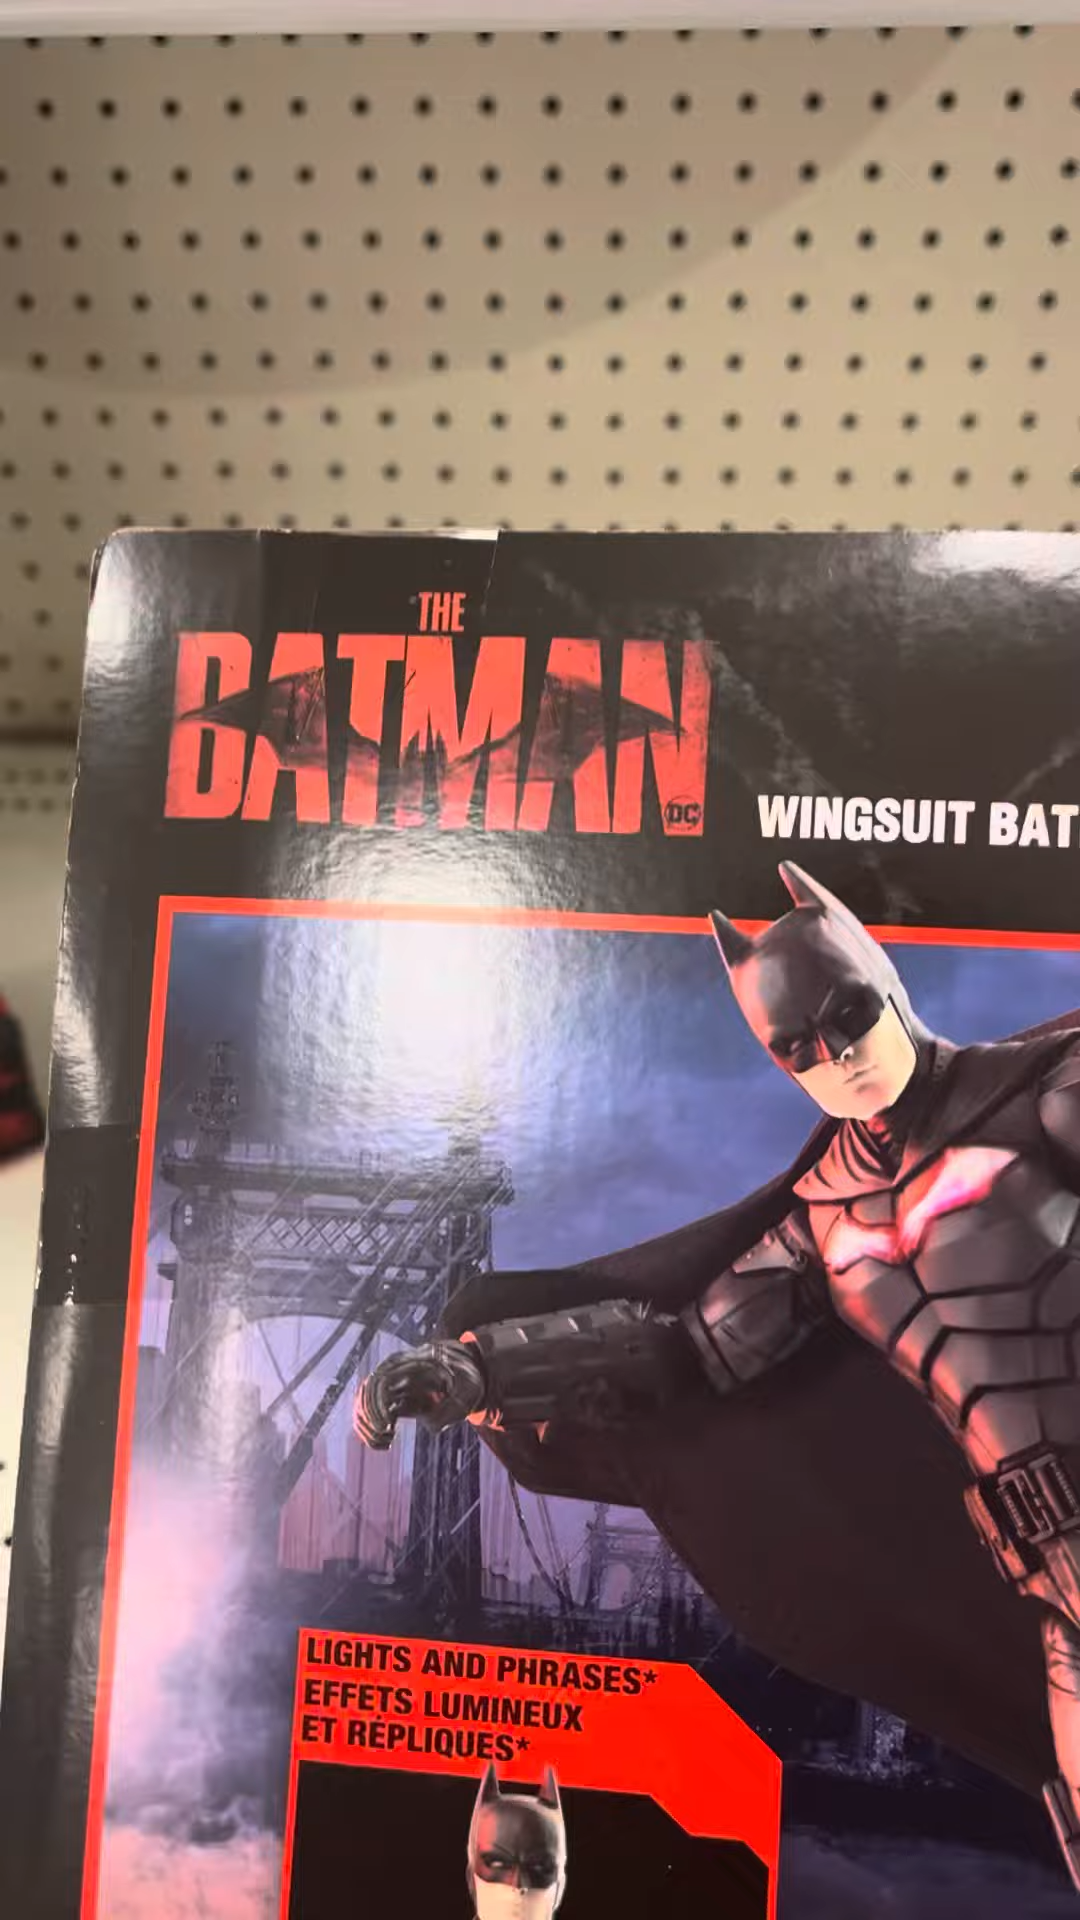 THE
BATMAN
DC
WINGSUIT BAT
LIGHTS AND PHRASES*
EFFETS LUMINEUX
ET RÉPLIQUES*